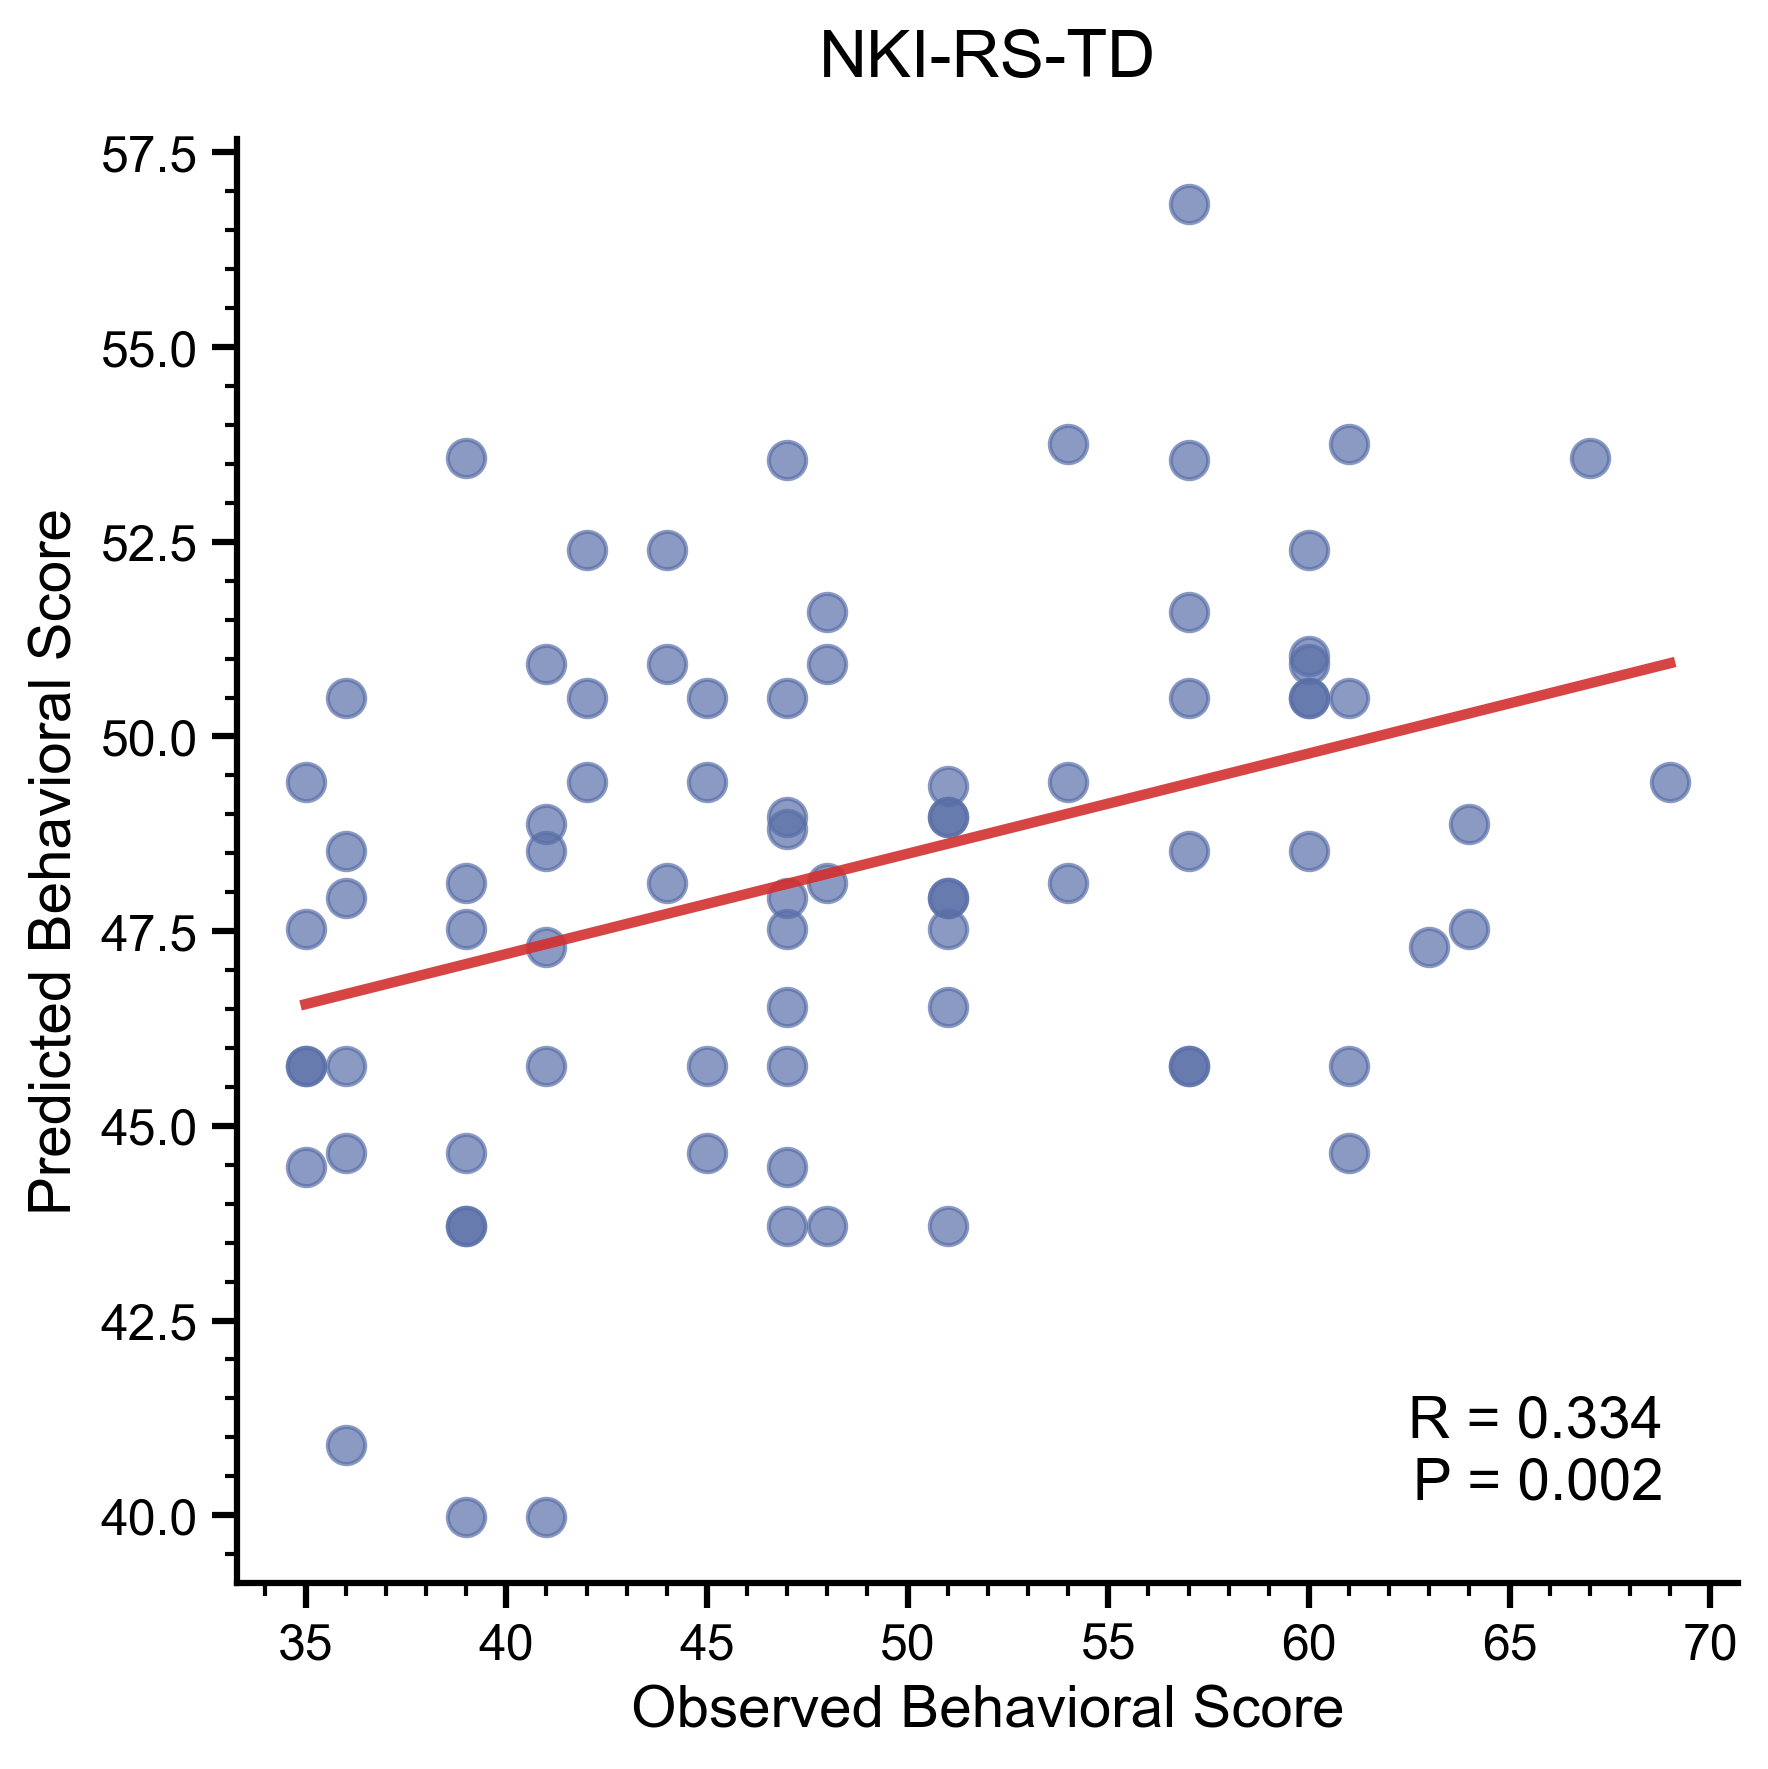 NKI-RS-TD
57.5
55.0
52.5
50.0
47.5
45.0
42.5
40.0
Predicted Behavioral Score
R = 0.334
P = 0.002
35 40 45 50 55 60 65 70
Observed Behavioral Score